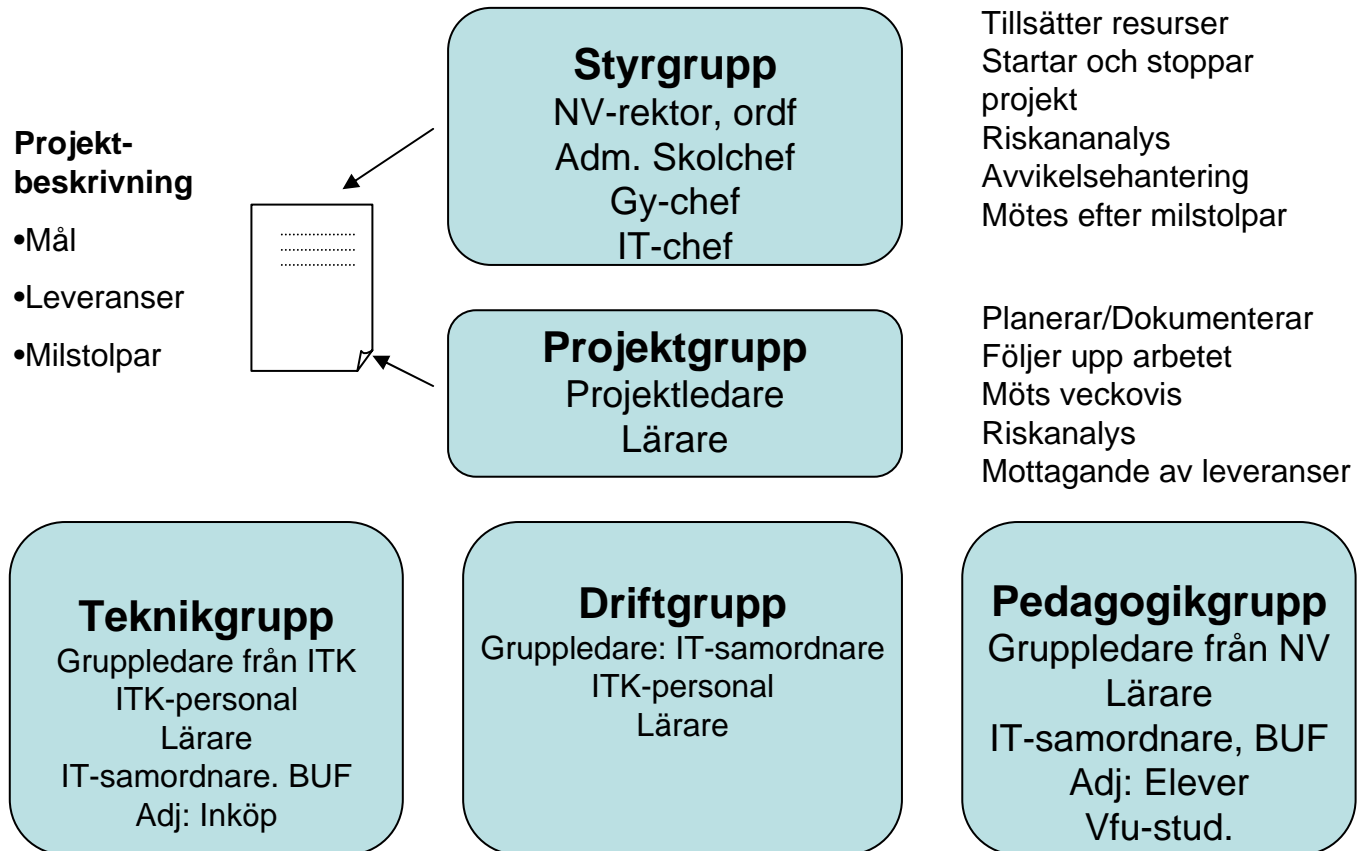 Projekt-
beskrivning
•Mål
•Leveranser
•Milstolpar
Styrgrupp
NV-rektor, ordf
Adm. Skolchef
Gy-chef
IT-chef
Tillsätter resurser
Startar och stoppar
projekt
Riskananalys
Avvikelsehantering
Mötes efter milstolpar
Projektgrupp
Projektledare
Lärare
Planerar/Dokumenterar
Följer upp arbetet
Möts veckovis
Riskanalys
Mottagande av leveranser
Teknikgrupp
Gruppledare från ITK
ITK-personal
Lärare
IT-samordnare. BUF
Adj: Inköp
Driftgrupp
Gruppledare: IT-samordnare
ITK-personal
Lärare
Pedagogikgrupp
Gruppledare från NV
Lärare
IT-samordnare, BUF
Adj: Elever
Vfu-stud.